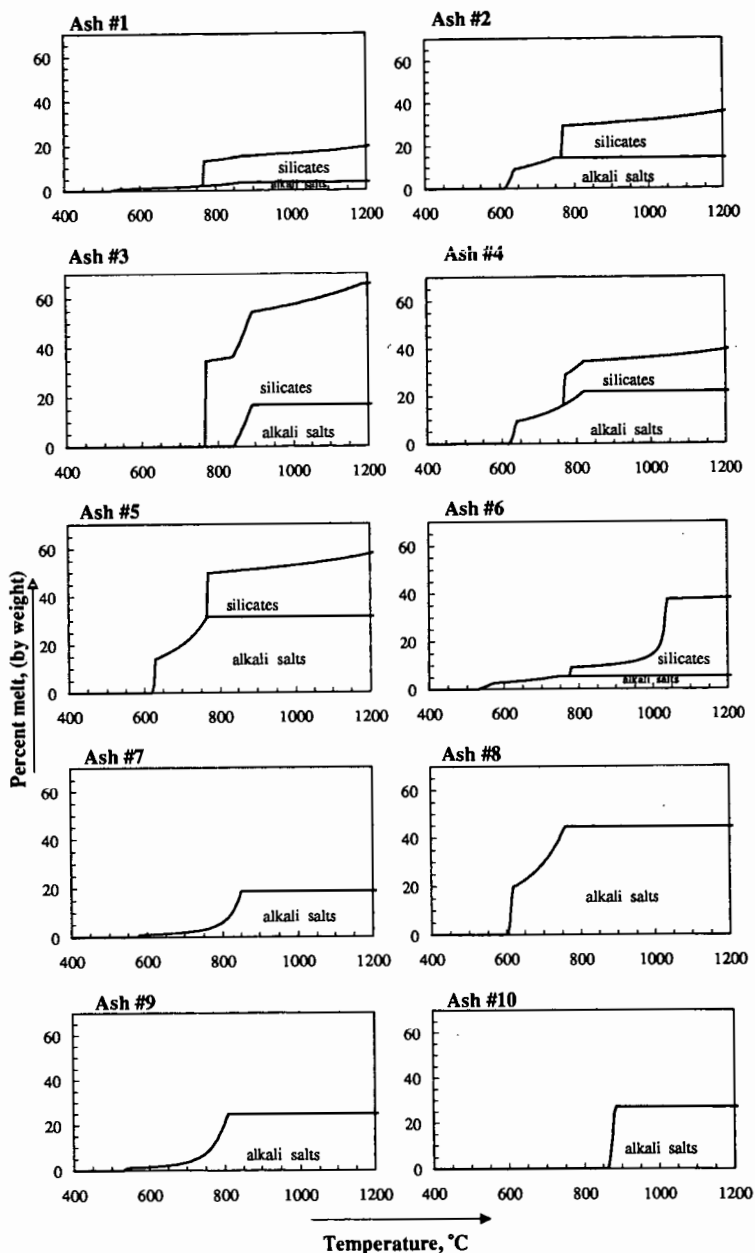 Ash #1
Ash #2
60
40
20
0
silicates
alkali salts
400 600 800 1000 1200
60
40
20
0
silicates
alkali salts
400 600 800 1000 1200
Ash #3
Ash #4
60
40
20
0
silicates
alkali salts
400 600 800 1000 1200
60
40
20
0
silicates
alkali salts
400 600 800 1000 1200
Ash #5
Ash #6
60
40
20
0
silicates
alkali salts
400 600 800 1000 1200
60
40
20
0
silicates
alkali salts
400 600 800 1000 1200
Percent melt, (by weight)
Ash #7
Ash #8
60
40
20
0
alkali salts
400 600 800 1000 1200
60
40
20
0
alkali salts
400 600 800 1000 1200
Ash #9
Ash #10
60
40
20
0
alkali salts
400 600 800 1000 1200
60
40
20
0
alkali salts
400 600 800 1000 1200
Temperature, °C